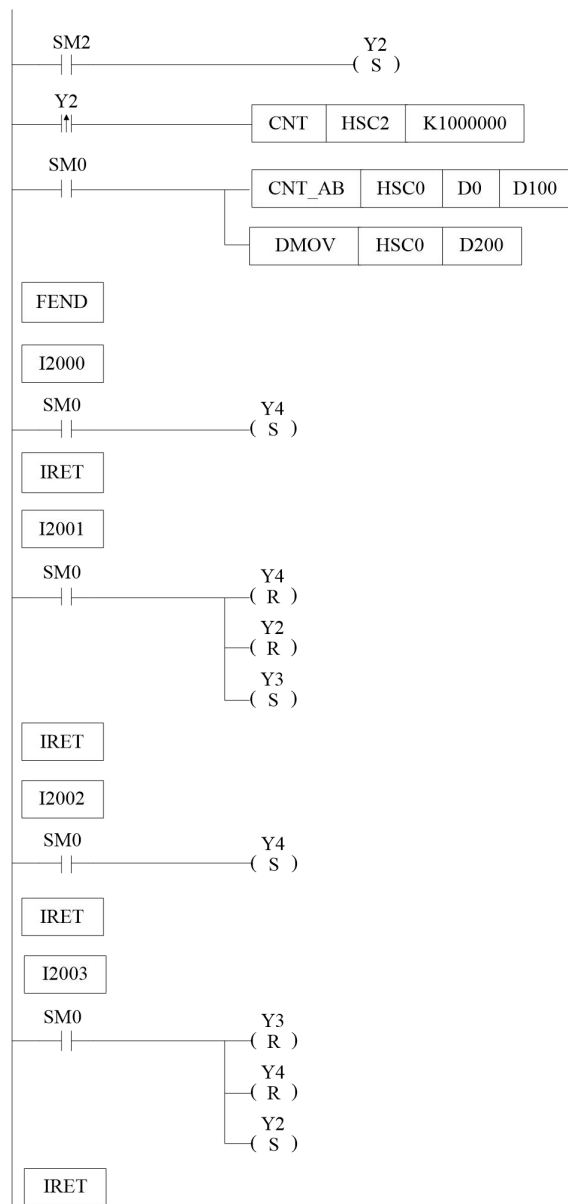 SM2 Y2
( S )
Y2
CNT HSC2 K1000000
SM0
CNT_AB HSC0 D0 D100
DMOV HSC0 D200
FEND
I2000
SM0 Y4
( S )
IRET
I2001
SM0 Y4
( R )
Y2
( R )
Y3
( S )
IRET
I2002
SM0 Y4
( S )
IRET
I2003
SM0 Y3
( R )
Y4
( R )
Y2
( S )
IRET